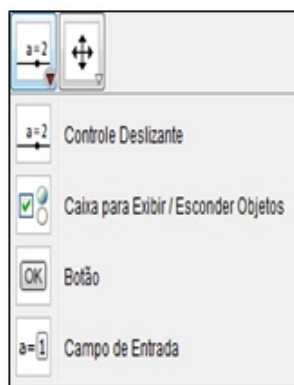 a=2
a=2 Controle Deslizante
Caixa para Exibir / Esconder Objetos
OK Botão
a=1 Campo de Entrada